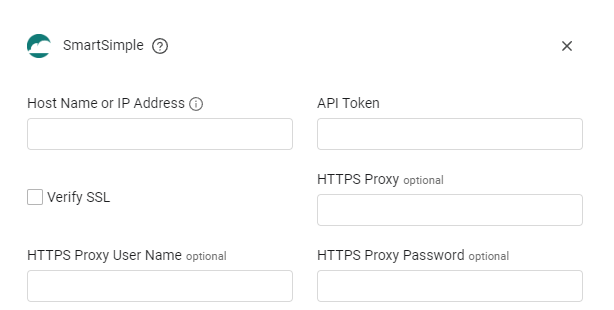 SmartSimple
Host Name or IP Address
API Token
Verify SSL
HTTPS Proxy optional
HTTPS Proxy User Name optional
HTTPS Proxy Password optional